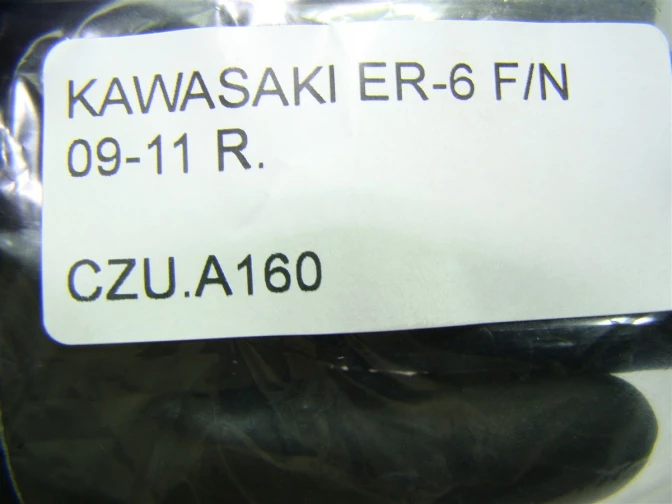 KAWASAKI ER-6 F/N
09-11 R.
CZU.A160